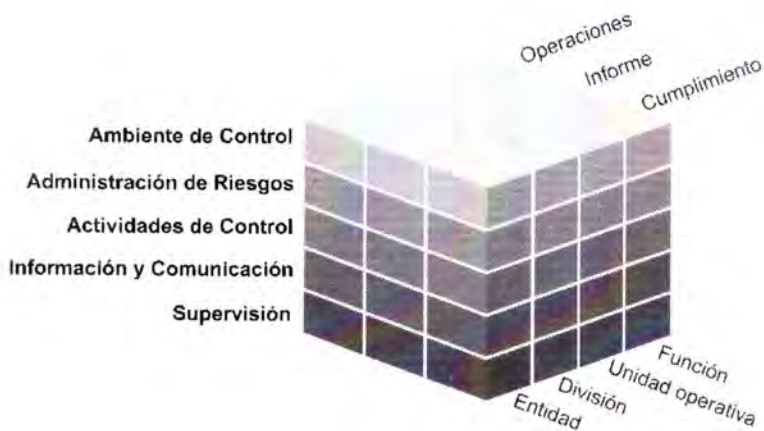 Operaciones
Informe
Cumplimiento
Ambiente de Control
Administración de Riesgos
Actividades de Control
Información y Comunicación
Supervisión
Función
Unidad operativa
División
Entidad